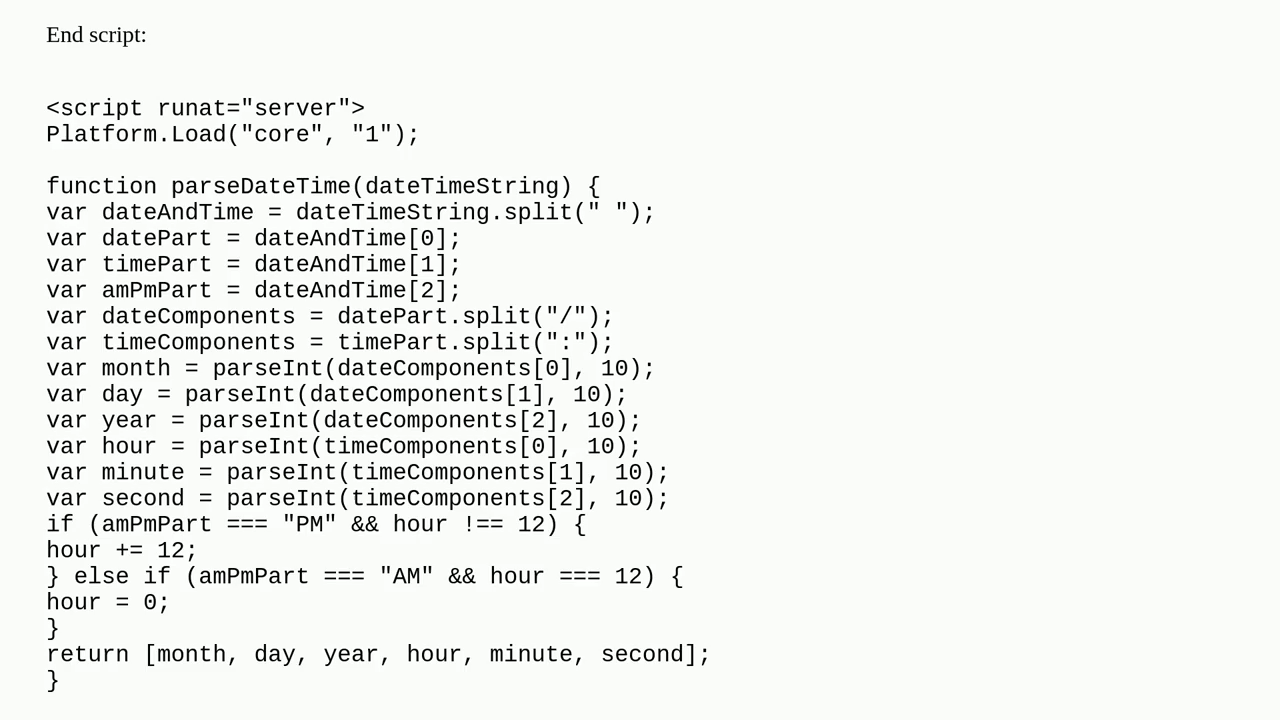 End script:
<script runat="server">
Platform.Load("core", "1");
function parseDateTime(dateTimeString) {
var dateAndTime = dateTimeString.split(" ");
var datePart = dateAndTime[0];
var timePart = dateAndTime[1];
var amPmPart = dateAndTime[2];
var dateComponents = datePart.split("/");
var timeComponents = timePart.split(":");
var month = parseInt(dateComponents[0], 10);
var day = parseInt(dateComponents[1], 10);
var year = parseInt(dateComponents[2], 10);
var hour = parseInt(timeComponents[0], 10);
var minute = parseInt(timeComponents[1], 10);
var second = parseInt(timeComponents[2], 10);
if (amPmPart === "PM" && hour !== 12) {
hour += 12;
} else if (amPmPart === "AM" && hour === 12) {
hour = 0;
}
return [month, day, year, hour, minute, second];
}